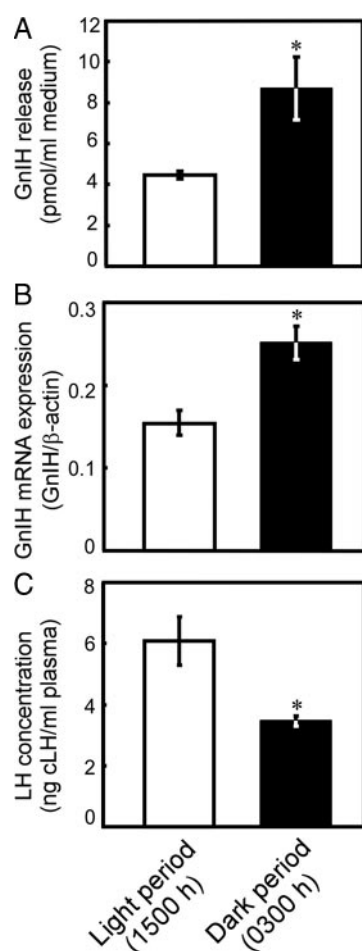 A
GnIH release
(pmol/ml medium)
12
10
8
6
4
2
0
*
B
GnIH mRNA expression
(GnIH/β-actin)
0.3
0.2
0.1
0
*
C
LH concentration
(ng cLH/ml plasma)
8
6
4
2
0
*
Light period
(1500 h)
Dark period
(0300 h)